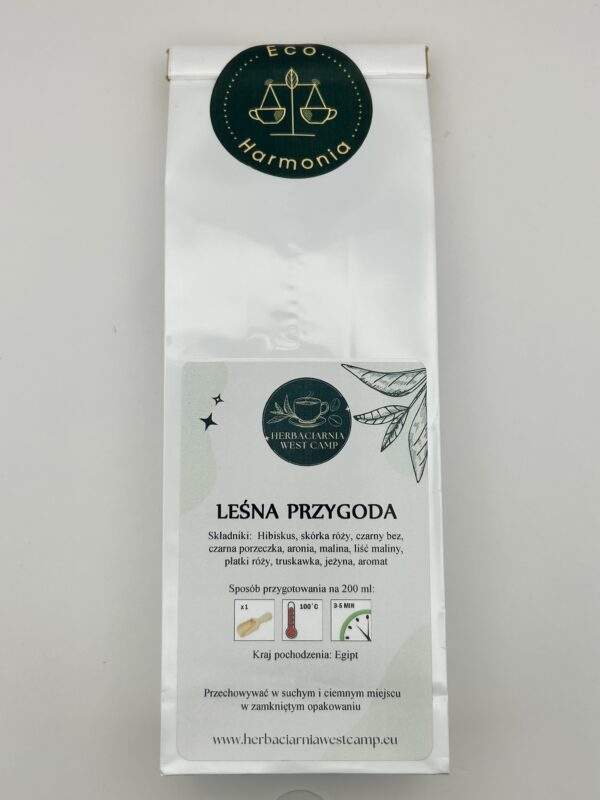 Eco
Harmonia
HERBACIARNIA
WEST CAMP
LEŚNA PRZYGODA
Składniki: Hibiskus, skórka róży, czarny bez,
czarna porzeczka, aronia, malina, liść maliny,
płatki róży, truskawka, jeżyna, aromat
Sposób przygotowania na 200 ml:
x1 100°C 3-5 MIN
Kraj pochodzenia: Egipt
Przechowywać w suchym i ciemnym miejscu
w zamkniętym opakowaniu
www.herbaciarniawestcamp.eu